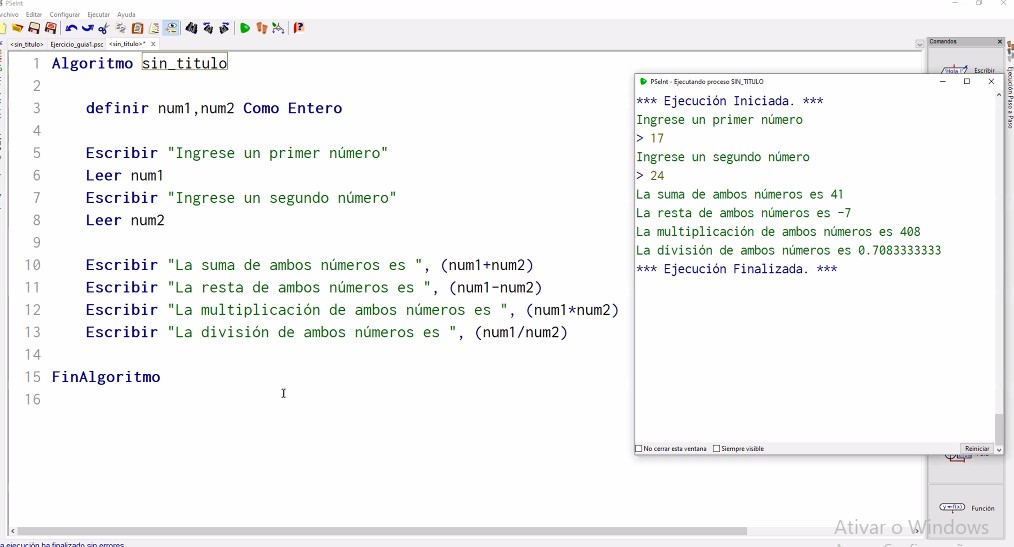 PSeInt
Archivo Editar Configurar Ejecutar Ayuda
<sin_titulo> Ejercicio_guia1.psc <sin_titulo>* x
1 Algoritmo sin_titulo
2
3 definir num1,num2 Como Entero
4
5 Escribir "Ingrese un primer número"
6 Leer num1
7 Escribir "Ingrese un segundo número"
8 Leer num2
9
10 Escribir "La suma de ambos números es ", (num1+num2)
11 Escribir "La resta de ambos números es ", (num1-num2)
12 Escribir "La multiplicación de ambos números es ", (num1*num2)
13 Escribir "La división de ambos números es ", (num1/num2)
14
15 FinAlgoritmo
16
PSeInt - Ejecutando proceso SIN_TITULO
*** Ejecución Iniciada. ***
Ingrese un primer número
> 17
Ingrese un segundo número
> 24
La suma de ambos números es 41
La resta de ambos números es -7
La multiplicación de ambos números es 408
La división de ambos números es 0.7083333333
*** Ejecución Finalizada. ***
No cerrar esta ventana Siempre visible Reiniciar
Comandos
'Hola !' Escribir
Ejecución Paso a Paso
y=f(x) Función
Ativar o Windows
a ejecución ha finalizado sin errores.